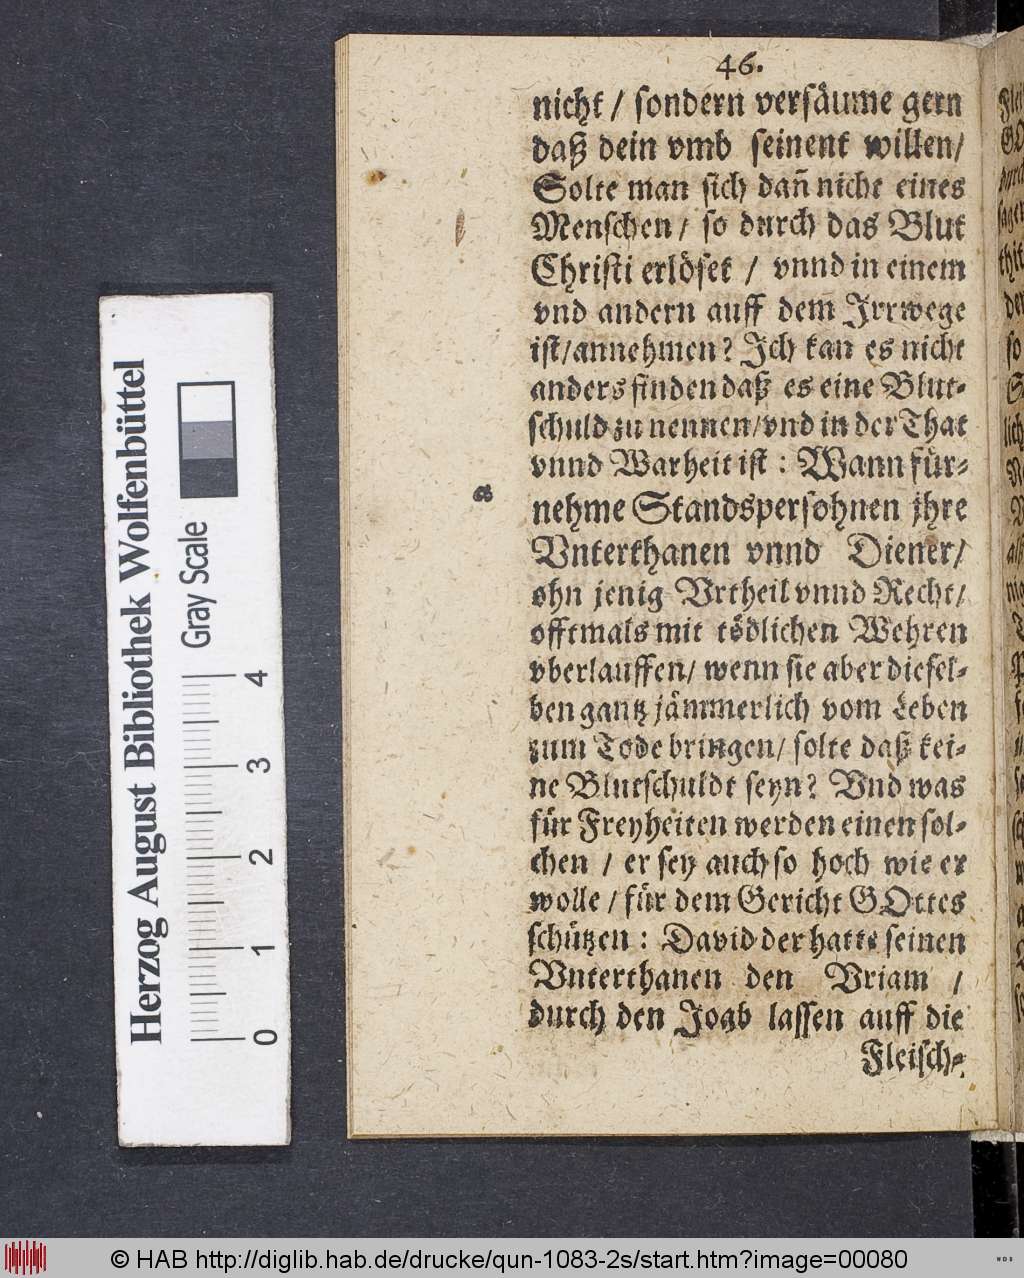 46.
nicht / sondern versäume gern
daß dein vmb seinent willen/
Solte man sich dañ nicht eines
Menschen / so durch das Blut
Christi erlöset / vnnd in einem
vnd andern auff dem Irrwege
ist/annehmen? Ich kan es nicht
anders finden daß es eine Blut-
schuld zu nennen/vnd in der That
vnnd Warheit ist : Wann für-
nehme Standspersohnen jhre
Vnterthanen vnnd Diener/
ohn jenig Vrtheil vnnd Recht/
offtmals mit tödlichen Wehren
vberlauffen/ wenn sie aber diesel-
ben gantz jämmerlich vom Leben
zum Tode bringen/ solte daß kei-
ne Blutschuldt seyn? Vnd was
für Freyheiten werden einen sol-
chen / er sey auch so hoch wie er
wolle / für dem Gericht GOttes
schützen : David der hatte seinen
Vnterthanen den Vriam /
durch den Joab lassen auff die
Fleisch-
Herzog August Bibliothek Wolfenbüttel
Gray Scale
0 1 2 3 4
© HAB http://diglib.hab.de/drucke/qun-1083-2s/start.htm?image=00080